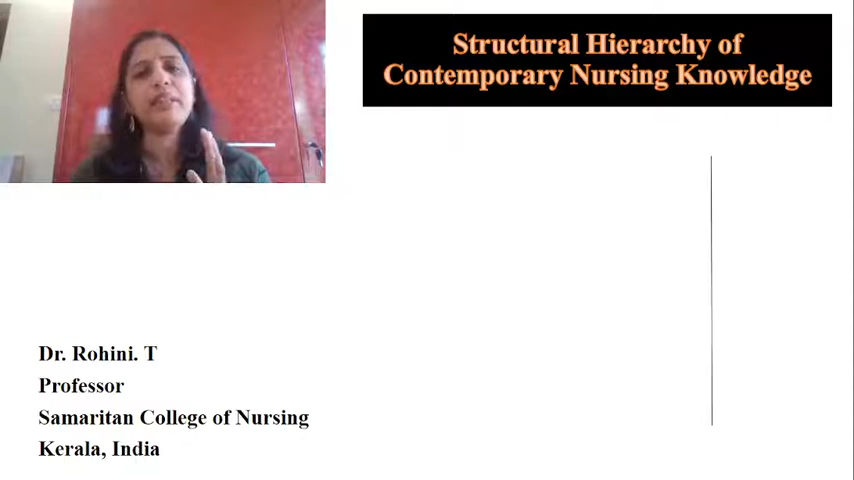 Structural Hierarchy of
Contemporary Nursing Knowledge
Dr. Rohini. T
Professor
Samaritan College of Nursing
Kerala, India